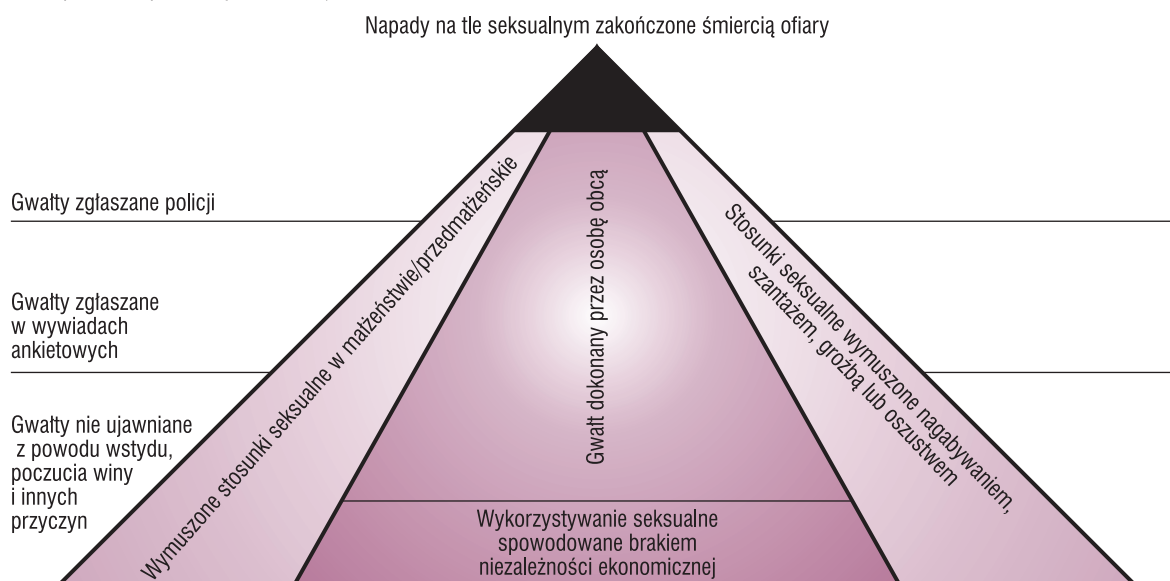 Napady na tle seksualnym zakończone śmiercią ofiary
Gwałty zgłaszane policji
Gwałty zgłaszane
w wywiadach
ankietowych
Gwałty nie ujawniane
z powodu wstydu,
poczucia winy
i innych
przyczyn
Wymuszone stosunki seksualne w małżeństwie/przedmałżeńskie
Gwałt dokonany przez osobę obcą
Stosunki seksualne wymuszone nagabywaniem,
szantażem, groźbą lub oszustwem
Wykorzystywanie seksualne
spowodowane brakiem
niezależności ekonomicznej